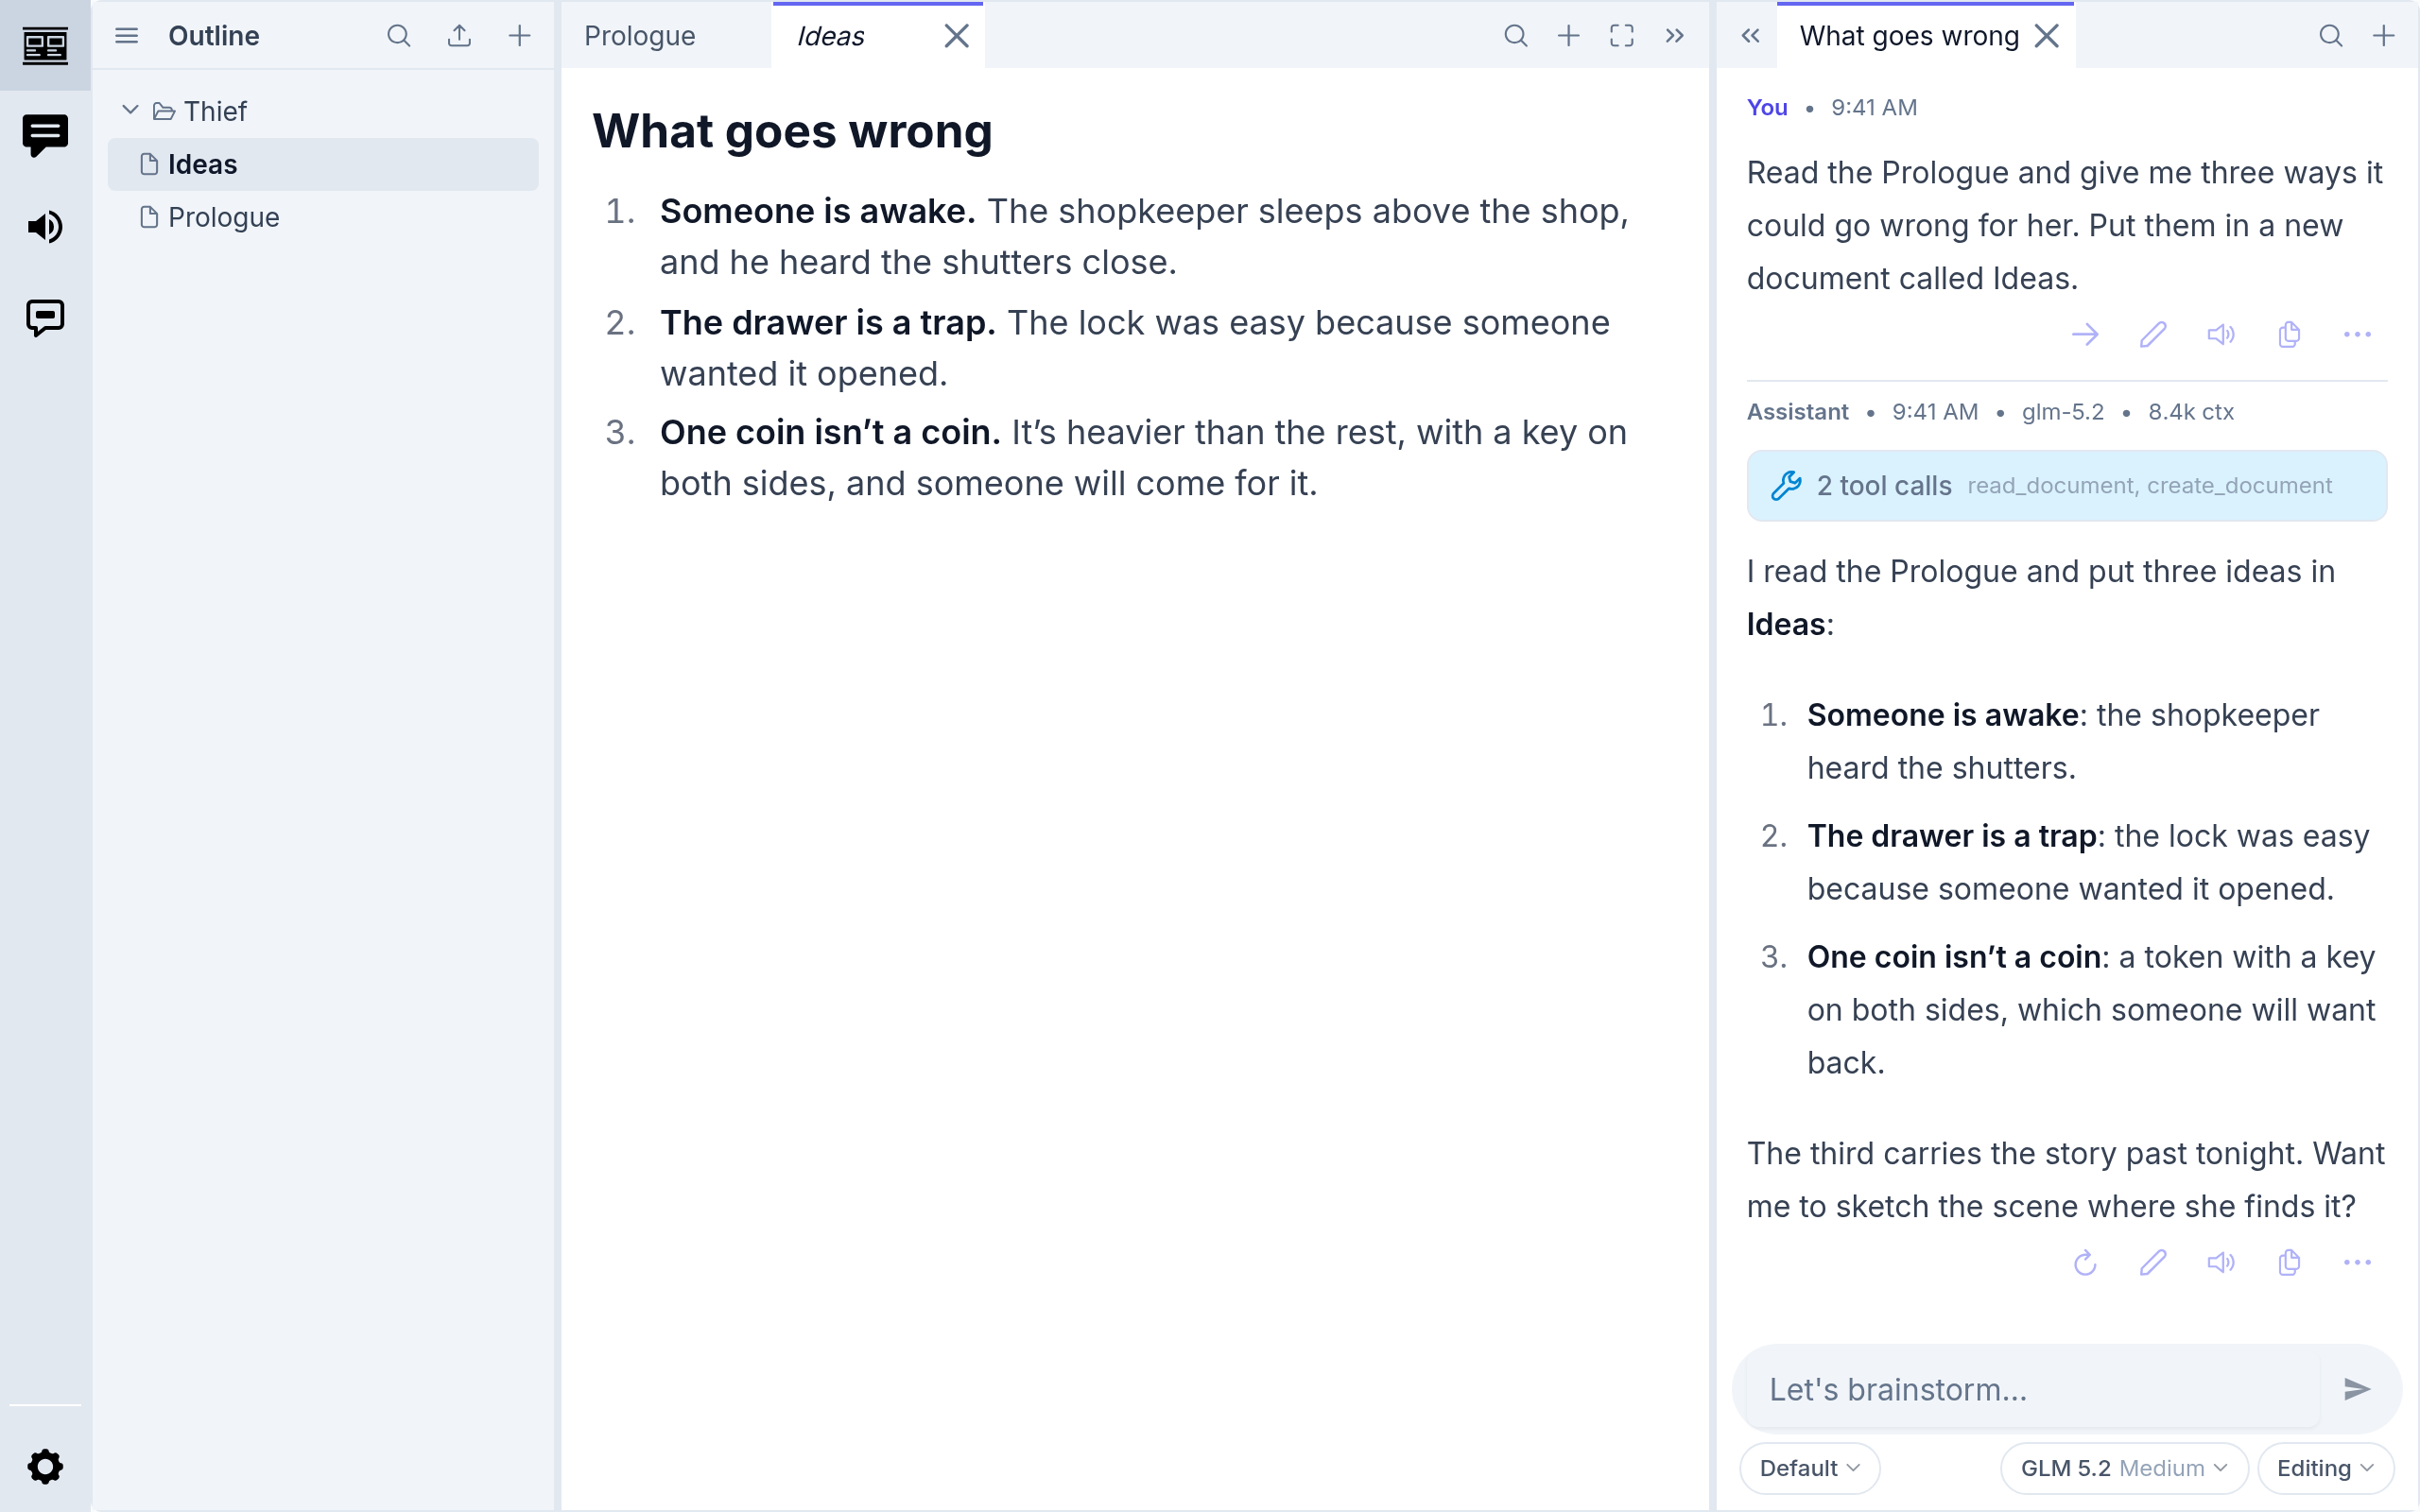 Outline
Thief
Ideas
Prologue
Prologue
Ideas
What goes wrong
1. Someone is awake. The shopkeeper sleeps above the shop,
and he heard the shutters close.
2. The drawer is a trap. The lock was easy because someone
wanted it opened.
3. One coin isn’t a coin. It’s heavier than the rest, with a key on
both sides, and someone will come for it.
What goes wrong
You • 9:41 AM
Read the Prologue and give me three ways it
could go wrong for her. Put them in a new
document called Ideas.
Assistant • 9:41 AM • glm-5.2 • 8.4k ctx
2 tool calls read_document, create_document
I read the Prologue and put three ideas in
Ideas:
1. Someone is awake: the shopkeeper
heard the shutters.
2. The drawer is a trap: the lock was easy
because someone wanted it opened.
3. One coin isn’t a coin: a token with a key
on both sides, which someone will want
back.
The third carries the story past tonight. Want
me to sketch the scene where she finds it?
Let's brainstorm...
Default
GLM 5.2 Medium
Editing